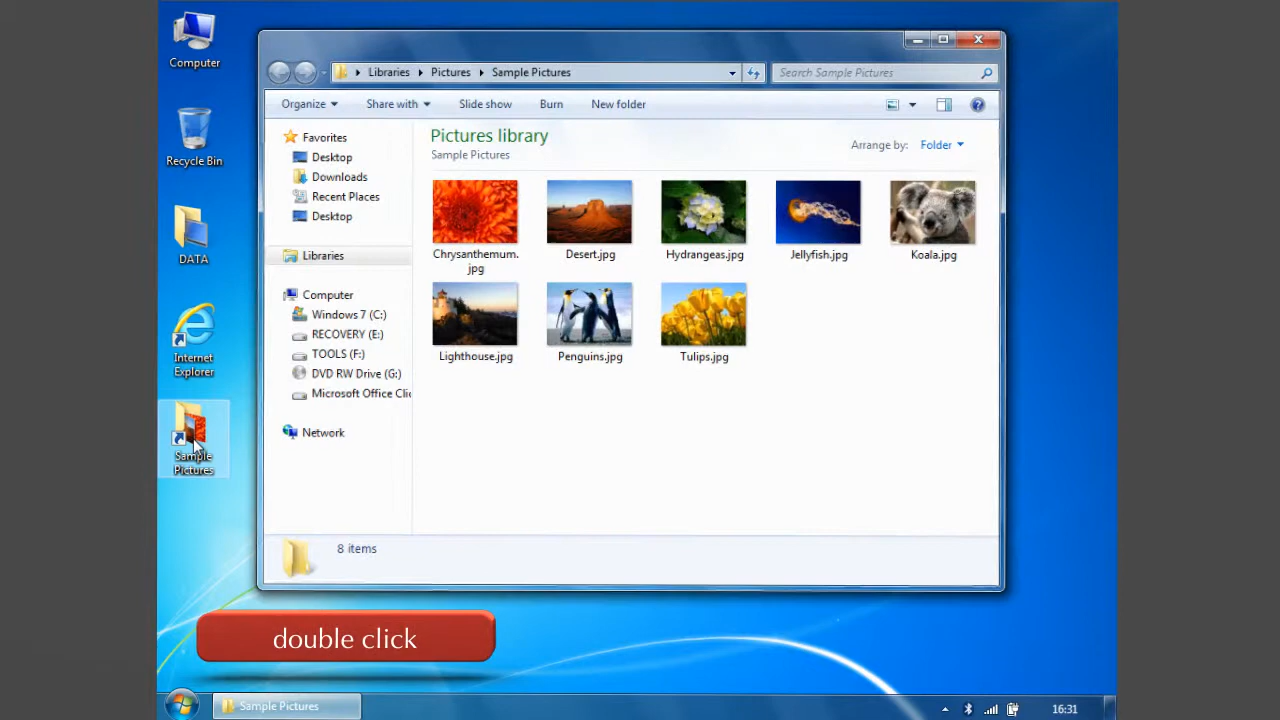 Computer
Recycle Bin
DATA
Internet
Explorer
Sample
Pictures
Libraries Pictures Sample Pictures
Search Sample Pictures
Organize Share with Slide show Burn New folder
Favorites
Desktop
Downloads
Recent Places
Desktop
Libraries
Computer
Windows 7 (C:)
RECOVERY (E:)
TOOLS (F:)
DVD RW Drive (G:)
Microsoft Office Clic
Network
Pictures library
Sample Pictures
Arrange by: Folder
Chrysanthemum.
jpg
Desert.jpg
Hydrangeas.jpg
Jellyfish.jpg
Koala.jpg
Lighthouse.jpg
Penguins.jpg
Tulips.jpg
8 items
double click
Sample Pictures
16:31